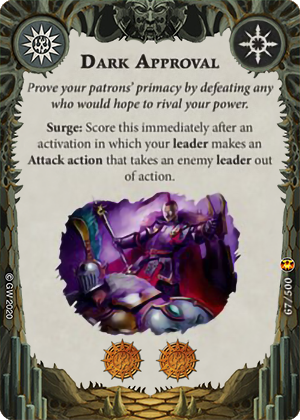 DARK APPROVAL
Prove your patrons' primacy by defeating any
who would hope to rival your power.
Surge: Score this immediately after an
activation in which your leader makes an
Attack action that takes an enemy leader out
of action.
© GW 2020
67/500